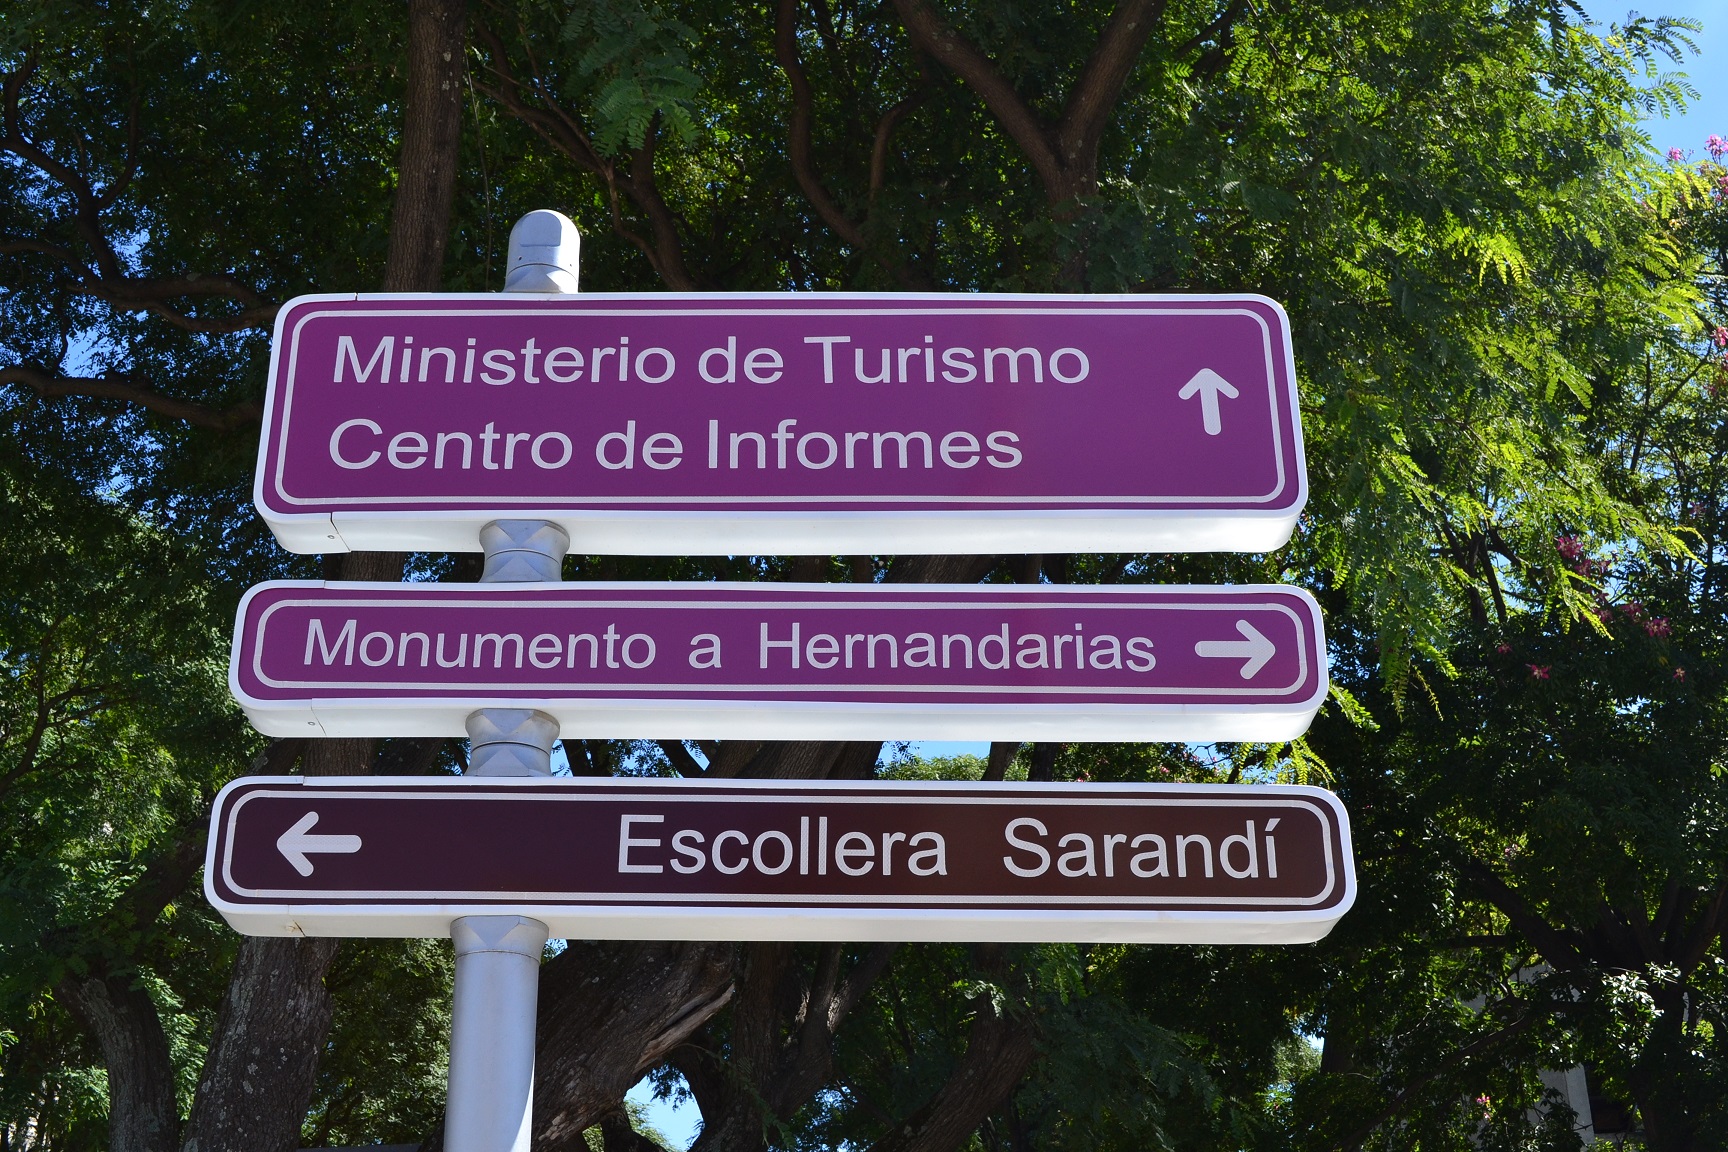 Ministerio de Turismo
Centro de Informes
Monumento a Hernandarias
Escollera Sarandí